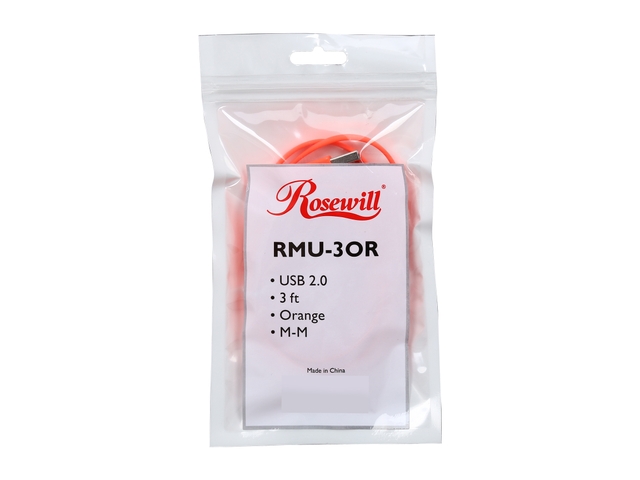 Rosewill®
RMU-3OR
• USB 2.0
• 3 ft
• Orange
• M-M
Made in China